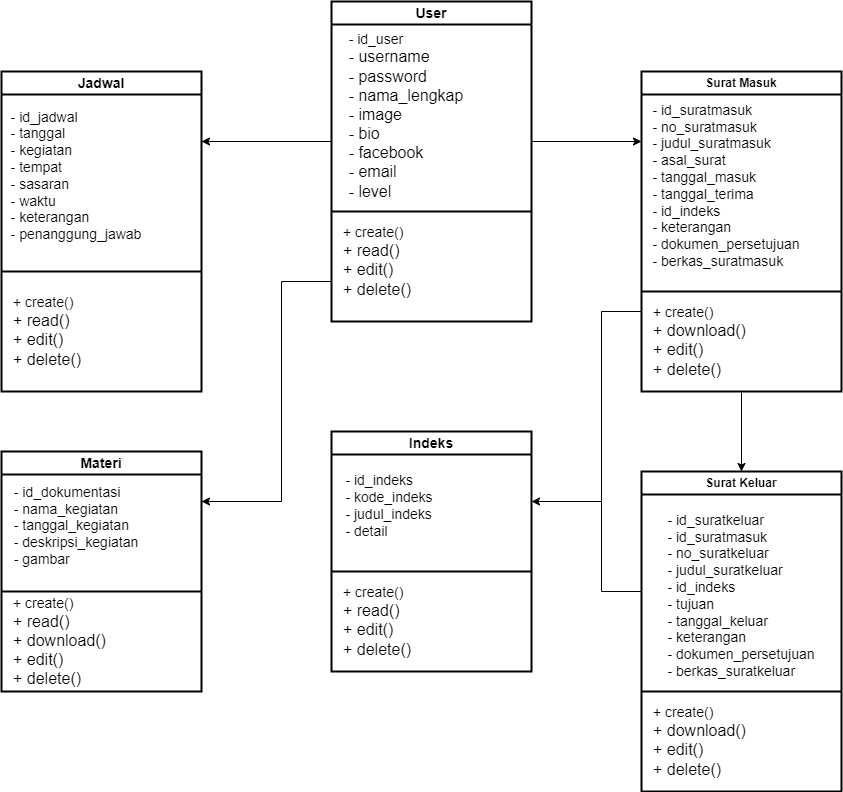 User
- id_user
- username
- password
- nama_lengkap
- image
- bio
- facebook
- email
- level
+ create()
+ read()
+ edit()
+ delete()
Jadwal
- id_jadwal
- tanggal
- kegiatan
- tempat
- sasaran
- waktu
- keterangan
- penanggung_jawab
+ create()
+ read()
+ edit()
+ delete()
Surat Masuk
- id_suratmasuk
- no_suratmasuk
- judul_suratmasuk
- asal_surat
- tanggal_masuk
- tanggal_terima
- id_indeks
- keterangan
- dokumen_persetujuan
- berkas_suratmasuk
+ create()
+ download()
+ edit()
+ delete()
Materi
- id_dokumentasi
- nama_kegiatan
- tanggal_kegiatan
- deskripsi_kegiatan
- gambar
+ create()
+ read()
+ download()
+ edit()
+ delete()
Indeks
- id_indeks
- kode_indeks
- judul_indeks
- detail
+ create()
+ read()
+ edit()
+ delete()
Surat Keluar
- id_suratkeluar
- id_suratmasuk
- no_suratkeluar
- judul_suratkeluar
- id_indeks
- tujuan
- tanggal_keluar
- keterangan
- dokumen_persetujuan
- berkas_suratkeluar
+ create()
+ download()
+ edit()
+ delete()